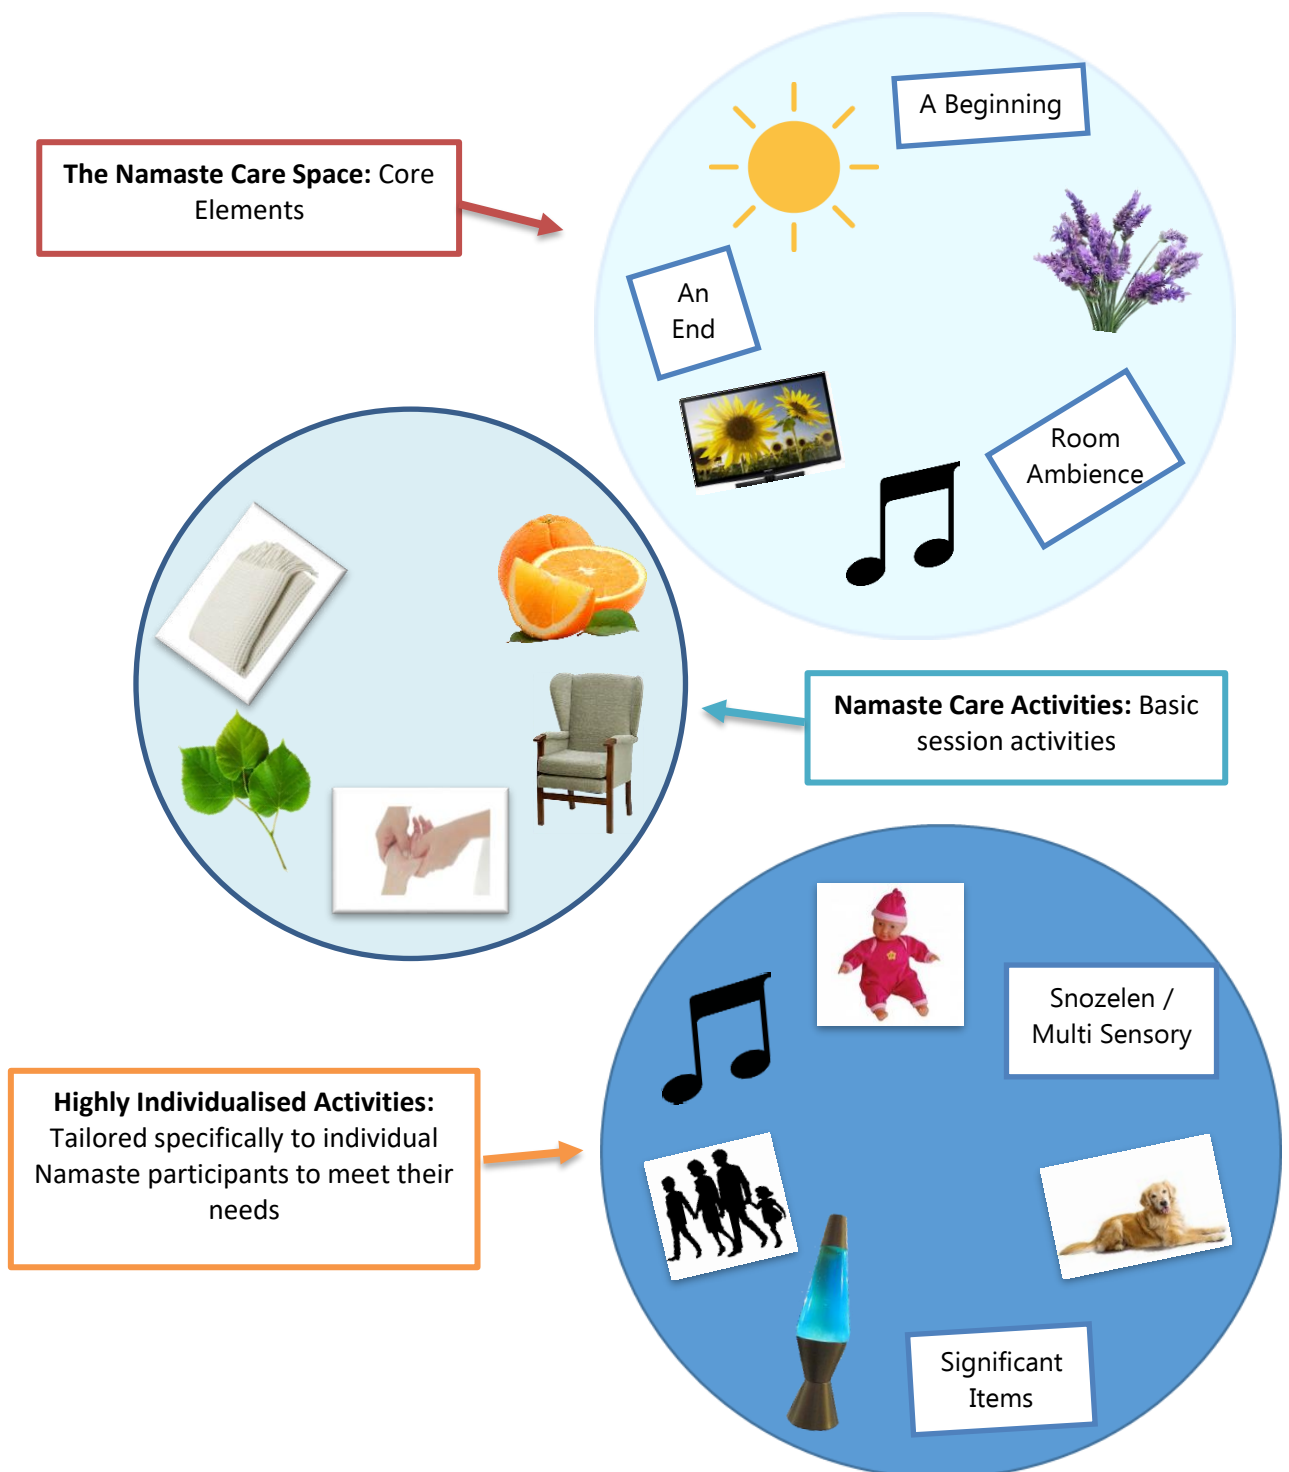 A Beginning
The Namaste Care Space: Core
Elements
An
End
Room
Ambience
Namaste Care Activities: Basic
session activities
Snozelen /
Multi Sensory
Highly Individualised Activities:
Tailored specifically to individual
Namaste participants to meet their
needs
Significant
Items